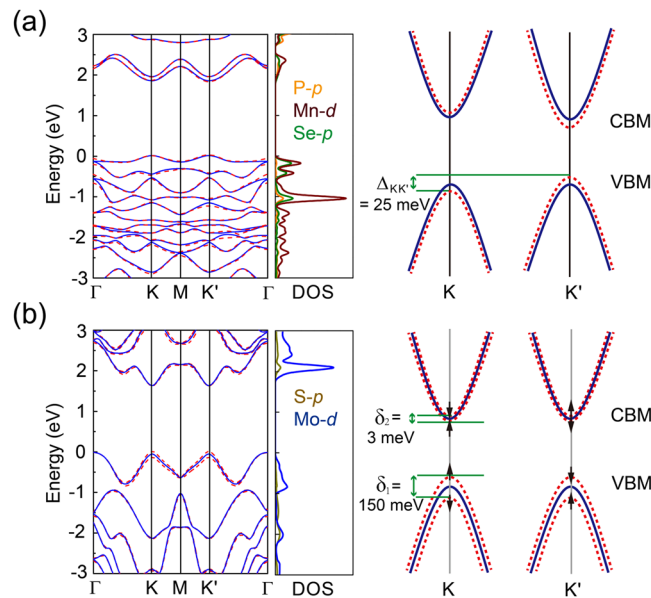 (a)
3
2
1
0
-1
-2
-3
Energy (eV)
P-p
Mn-d
Se-p
Γ
K
M
K'
Γ
DOS
CBM
VBM
Δ_KK'
= 25 meV
K
K'
(b)
3
2
1
0
-1
-2
-3
Energy (eV)
S-p
Mo-d
Γ
K
M
K'
Γ
DOS
δ₂ =
3 meV
CBM
δ₁ =
150 meV
VBM
K
K'